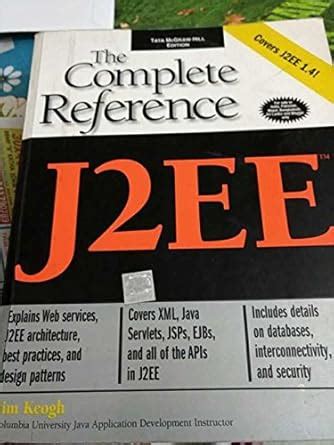 TATA MCGRAW-HILL
EDITION
Covers J2EE 1.4!
The
Complete
Reference
J2EE™
Explains Web services,
J2EE architecture,
best practices, and
design patterns
Covers XML, Java
Servlets, JSPs, EJBs,
and all of the APIs
in J2EE
Includes details
on databases,
interconnectivity,
and security
Jim Keogh
Columbia University Java Application Development Instructor